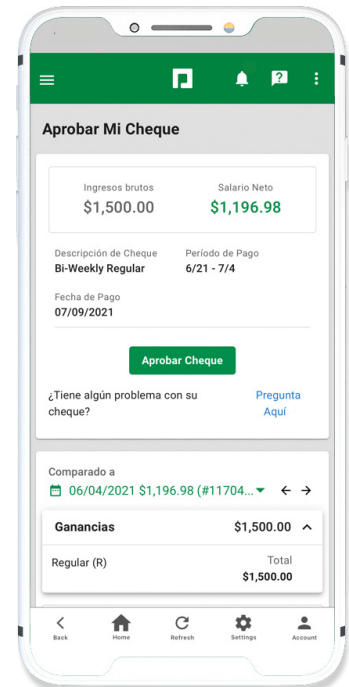 Aprobar Mi Cheque
Ingresos brutos
Salario Neto
$1,500.00
$1,196.98
Descripción de Cheque
Período de Pago
Bi-Weekly Regular
6/21 - 7/4
Fecha de Pago
07/09/2021
Aprobar Cheque
¿Tiene algún problema con su
cheque?
Pregunta
Aquí
Comparado a
06/04/2021 $1,196.98 (#11704...
Ganancias
$1,500.00
Regular (R)
Total
$1,500.00
Back
Home
Refresh
Settings
Account